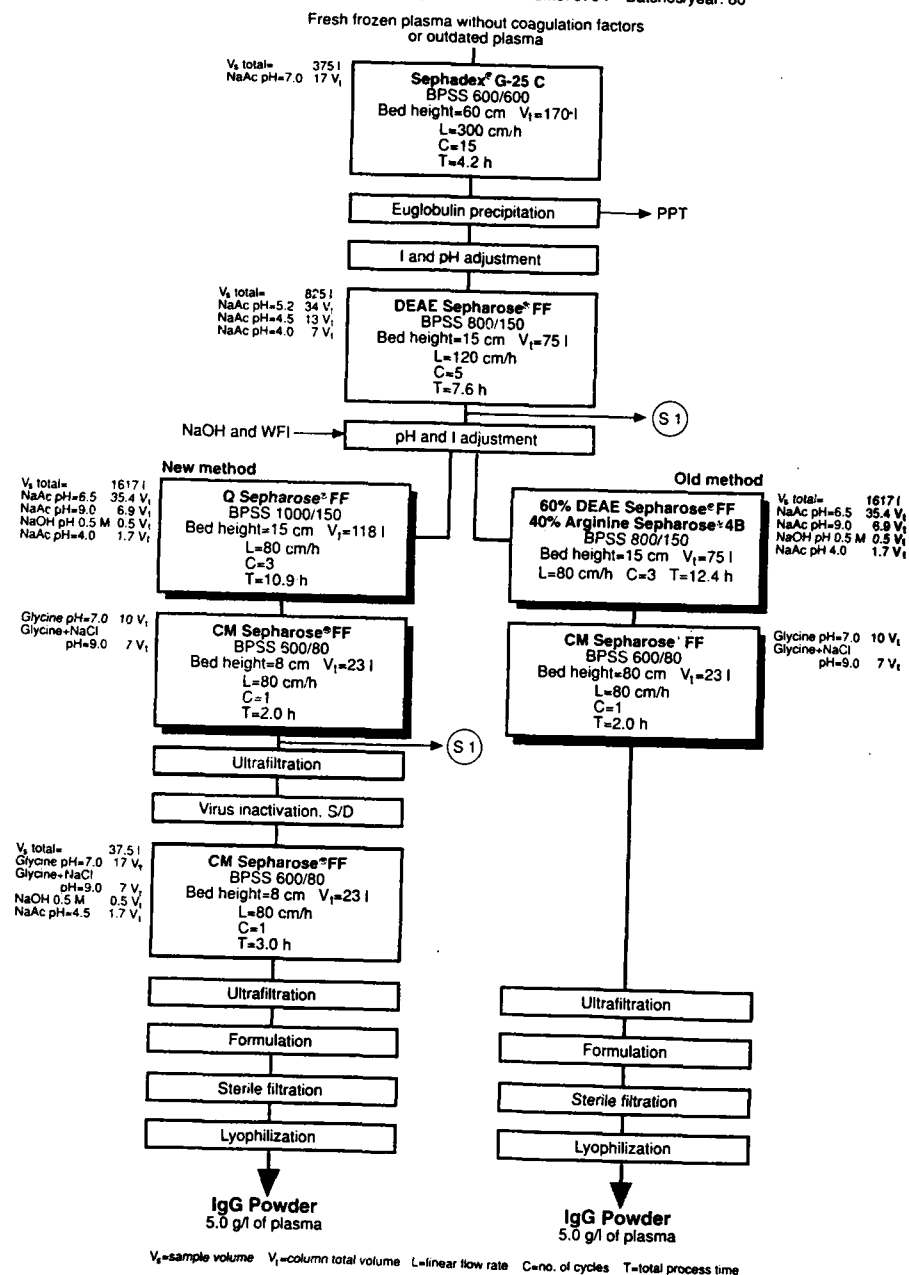 Batches/year: 80
Fresh frozen plasma without coagulation factors
or outdated plasma
Vs total= 375 l
NaAc pH=7.0 17 Vt
Sephadex® G-25 C
BPSS 600/600
Bed height=60 cm Vt=170 l
L=300 cm/h
C=15
T=4.2 h
Euglobulin precipitation
PPT
I and pH adjustment
Vs total= 825 l
NaAc pH=5.2 34 Vt
NaAc pH=4.5 13 Vt
NaAc pH=4.0 7 Vt
DEAE Sepharose® FF
BPSS 800/150
Bed height=15 cm Vt=75 l
L=120 cm/h
C=5
T=7.6 h
S 1
NaOH and WFI
pH and I adjustment
New method
Vs total= 1617 l
NaAc pH=6.5 35.4 Vt
NaAc pH=9.0 6.9 Vt
NaOH pH 0.5 M 0.5 Vt
NaAc pH=4.0 1.7 Vt
Q Sepharose® FF
BPSS 1000/150
Bed height=15 cm Vt=118 l
L=80 cm/h
C=3
T=10.9 h
Old method
60% DEAE Sepharose® FF
40% Arginine Sepharose® 4B
BPSS 800/150
Bed height=15 cm Vt=75 l
L=80 cm/h C=3 T=12.4 h
Vs total= 1617 l
NaAc pH=6.5 35.4 Vt
NaAc pH=9.0 6.9 Vt
NaOH pH 0.5 M 0.5 Vt
NaAc pH 4.0 1.7 Vt
Glycine pH=7.0 10 Vt
Glycine+NaCl
pH=9.0 7 Vt
CM Sepharose® FF
BPSS 600/80
Bed height=8 cm Vt=23 l
L=80 cm/h
C=1
T=2.0 h
CM Sepharose FF
BPSS 600/80
Bed height=80 cm Vt=23 l
L=80 cm/h
C=1
T=2.0 h
Glycine pH=7.0 10 Vt
Glycine+NaCl
pH=9.0 7 Vt
S 1
Ultrafiltration
Virus inactivation. S/D
Vs total= 37.5 l
Glycine pH=7.0 17 Vt
Glycine+NaCl
pH=9.0 7 Vt
NaOH 0.5 M 0.5 Vt
NaAc pH=4.5 1.7 Vt
CM Sepharose® FF
BPSS 600/80
Bed height=8 cm Vt=23 l
L=80 cm/h
C=1
T=3.0 h
Ultrafiltration
Formulation
Sterile filtration
Lyophilization
IgG Powder
5.0 g/l of plasma
Ultrafiltration
Formulation
Sterile filtration
Lyophilization
IgG Powder
5.0 g/l of plasma
Vs=sample volume Vt=column total volume L=linear flow rate C=no. of cycles T=total process time